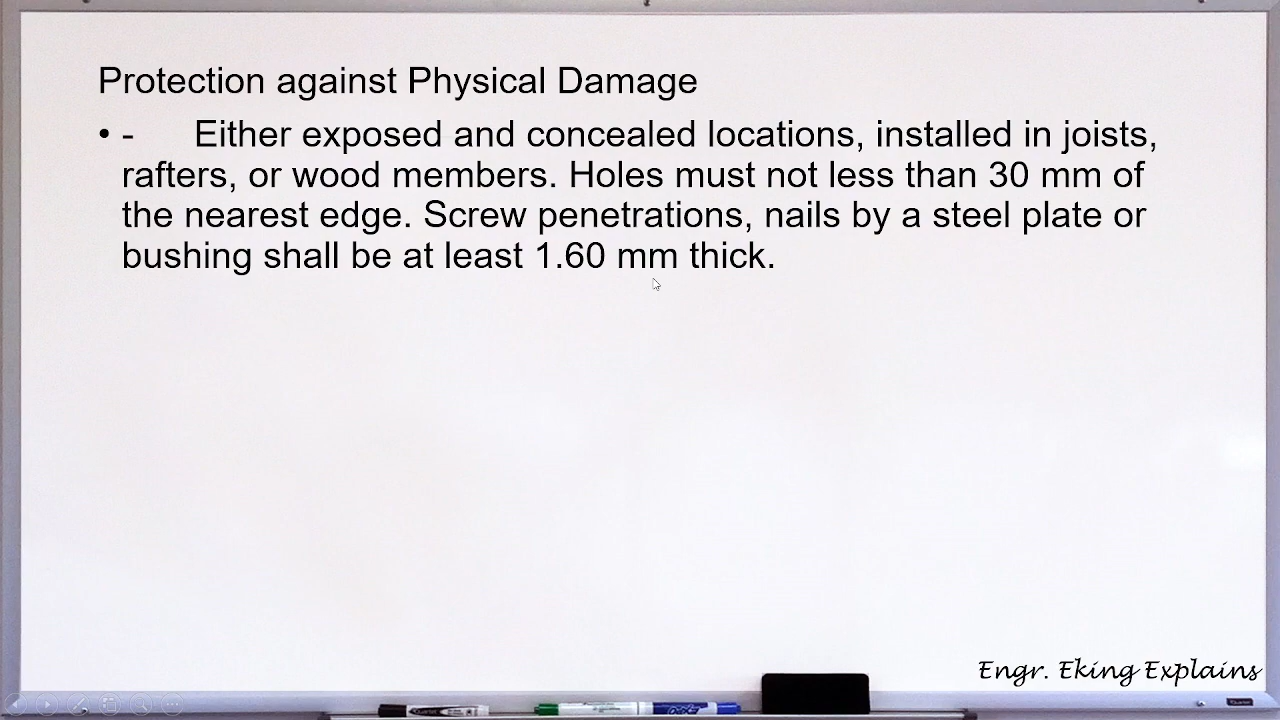 Protection against Physical Damage
• -     Either exposed and concealed locations, installed in joists,
rafters, or wood members. Holes must not less than 30 mm of
the nearest edge. Screw penetrations, nails by a steel plate or
bushing shall be at least 1.60 mm thick.
Engr. Eking Explains